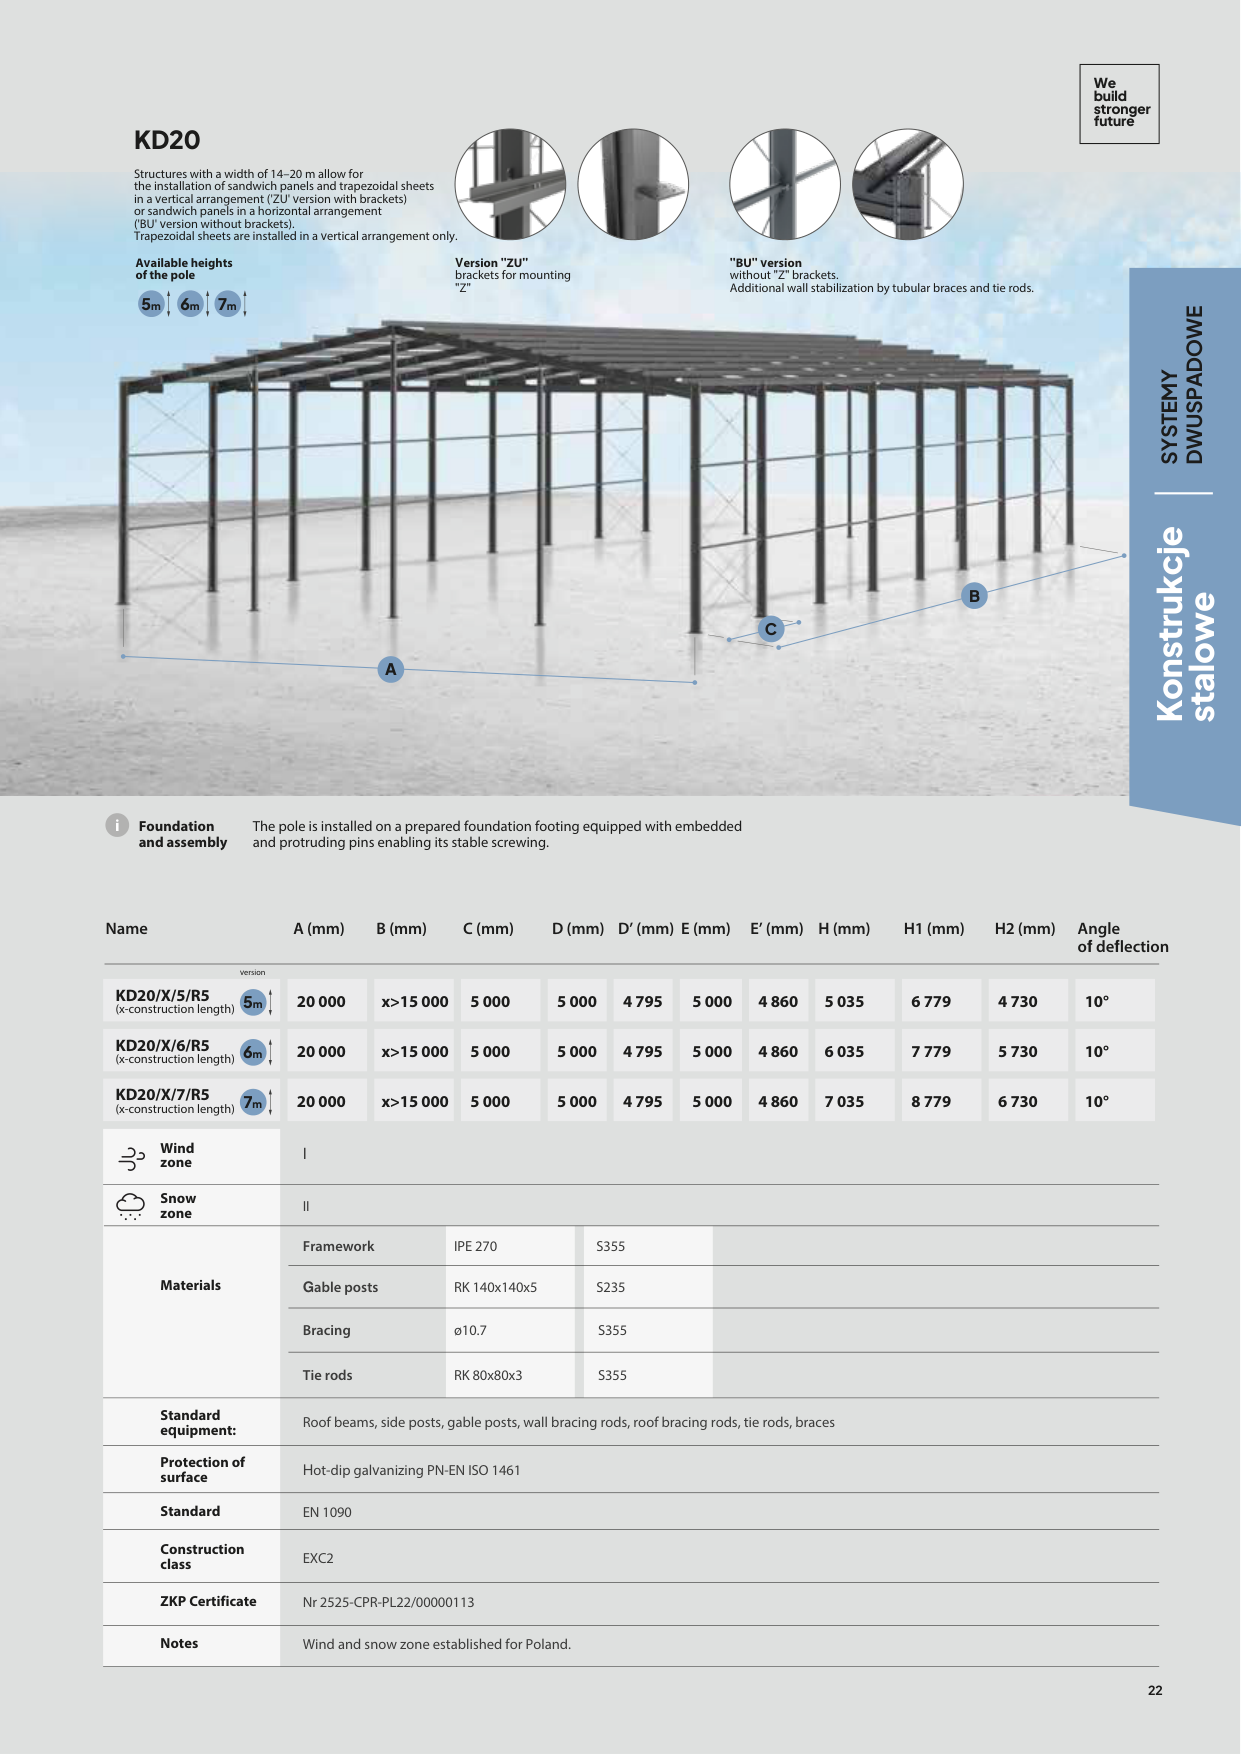 We
build
stronger
future
KD20
Structures with a width of 14–20 m allow for
the installation of sandwich panels and trapezoidal sheets
in a vertical arrangement ('ZU' version with brackets)
or sandwich panels in a horizontal arrangement
('BU' version without brackets).
Trapezoidal sheets are installed in a vertical arrangement only.
Available heights
of the pole
5m 6m 7m
Version "ZU"
brackets for mounting
"Z"
"BU" version
without "Z" brackets.
Additional wall stabilization by tubular braces and tie rods.
SYSTEMY
DWUSPADOWE
Konstrukcje
stalowe
B
C
A
i
Foundation
and assembly
The pole is installed on a prepared foundation footing equipped with embedded
and protruding pins enabling its stable screwing.
Name A (mm) B (mm) C (mm) D (mm) D’ (mm) E (mm) E’ (mm) H (mm) H1 (mm) H2 (mm) Angle
of deflection
version
KD20/X/5/R5 5m 20 000 x>15 000 5 000 5 000 4 795 5 000 4 860 5 035 6 779 4 730 10°
(x-construction length)
KD20/X/6/R5 6m 20 000 x>15 000 5 000 5 000 4 795 5 000 4 860 6 035 7 779 5 730 10°
(x-construction length)
KD20/X/7/R5 7m 20 000 x>15 000 5 000 5 000 4 795 5 000 4 860 7 035 8 779 6 730 10°
(x-construction length)
Wind
zone
I
Snow
zone
II
Materials
Framework IPE 270 S355
Gable posts RK 140x140x5 S235
Bracing ø10.7 S355
Tie rods RK 80x80x3 S355
Standard
equipment:
Roof beams, side posts, gable posts, wall bracing rods, roof bracing rods, tie rods, braces
Protection of
surface
Hot-dip galvanizing PN-EN ISO 1461
Standard EN 1090
Construction
class
EXC2
ZKP Certificate Nr 2525-CPR-PL22/00000113
Notes Wind and snow zone established for Poland.
22